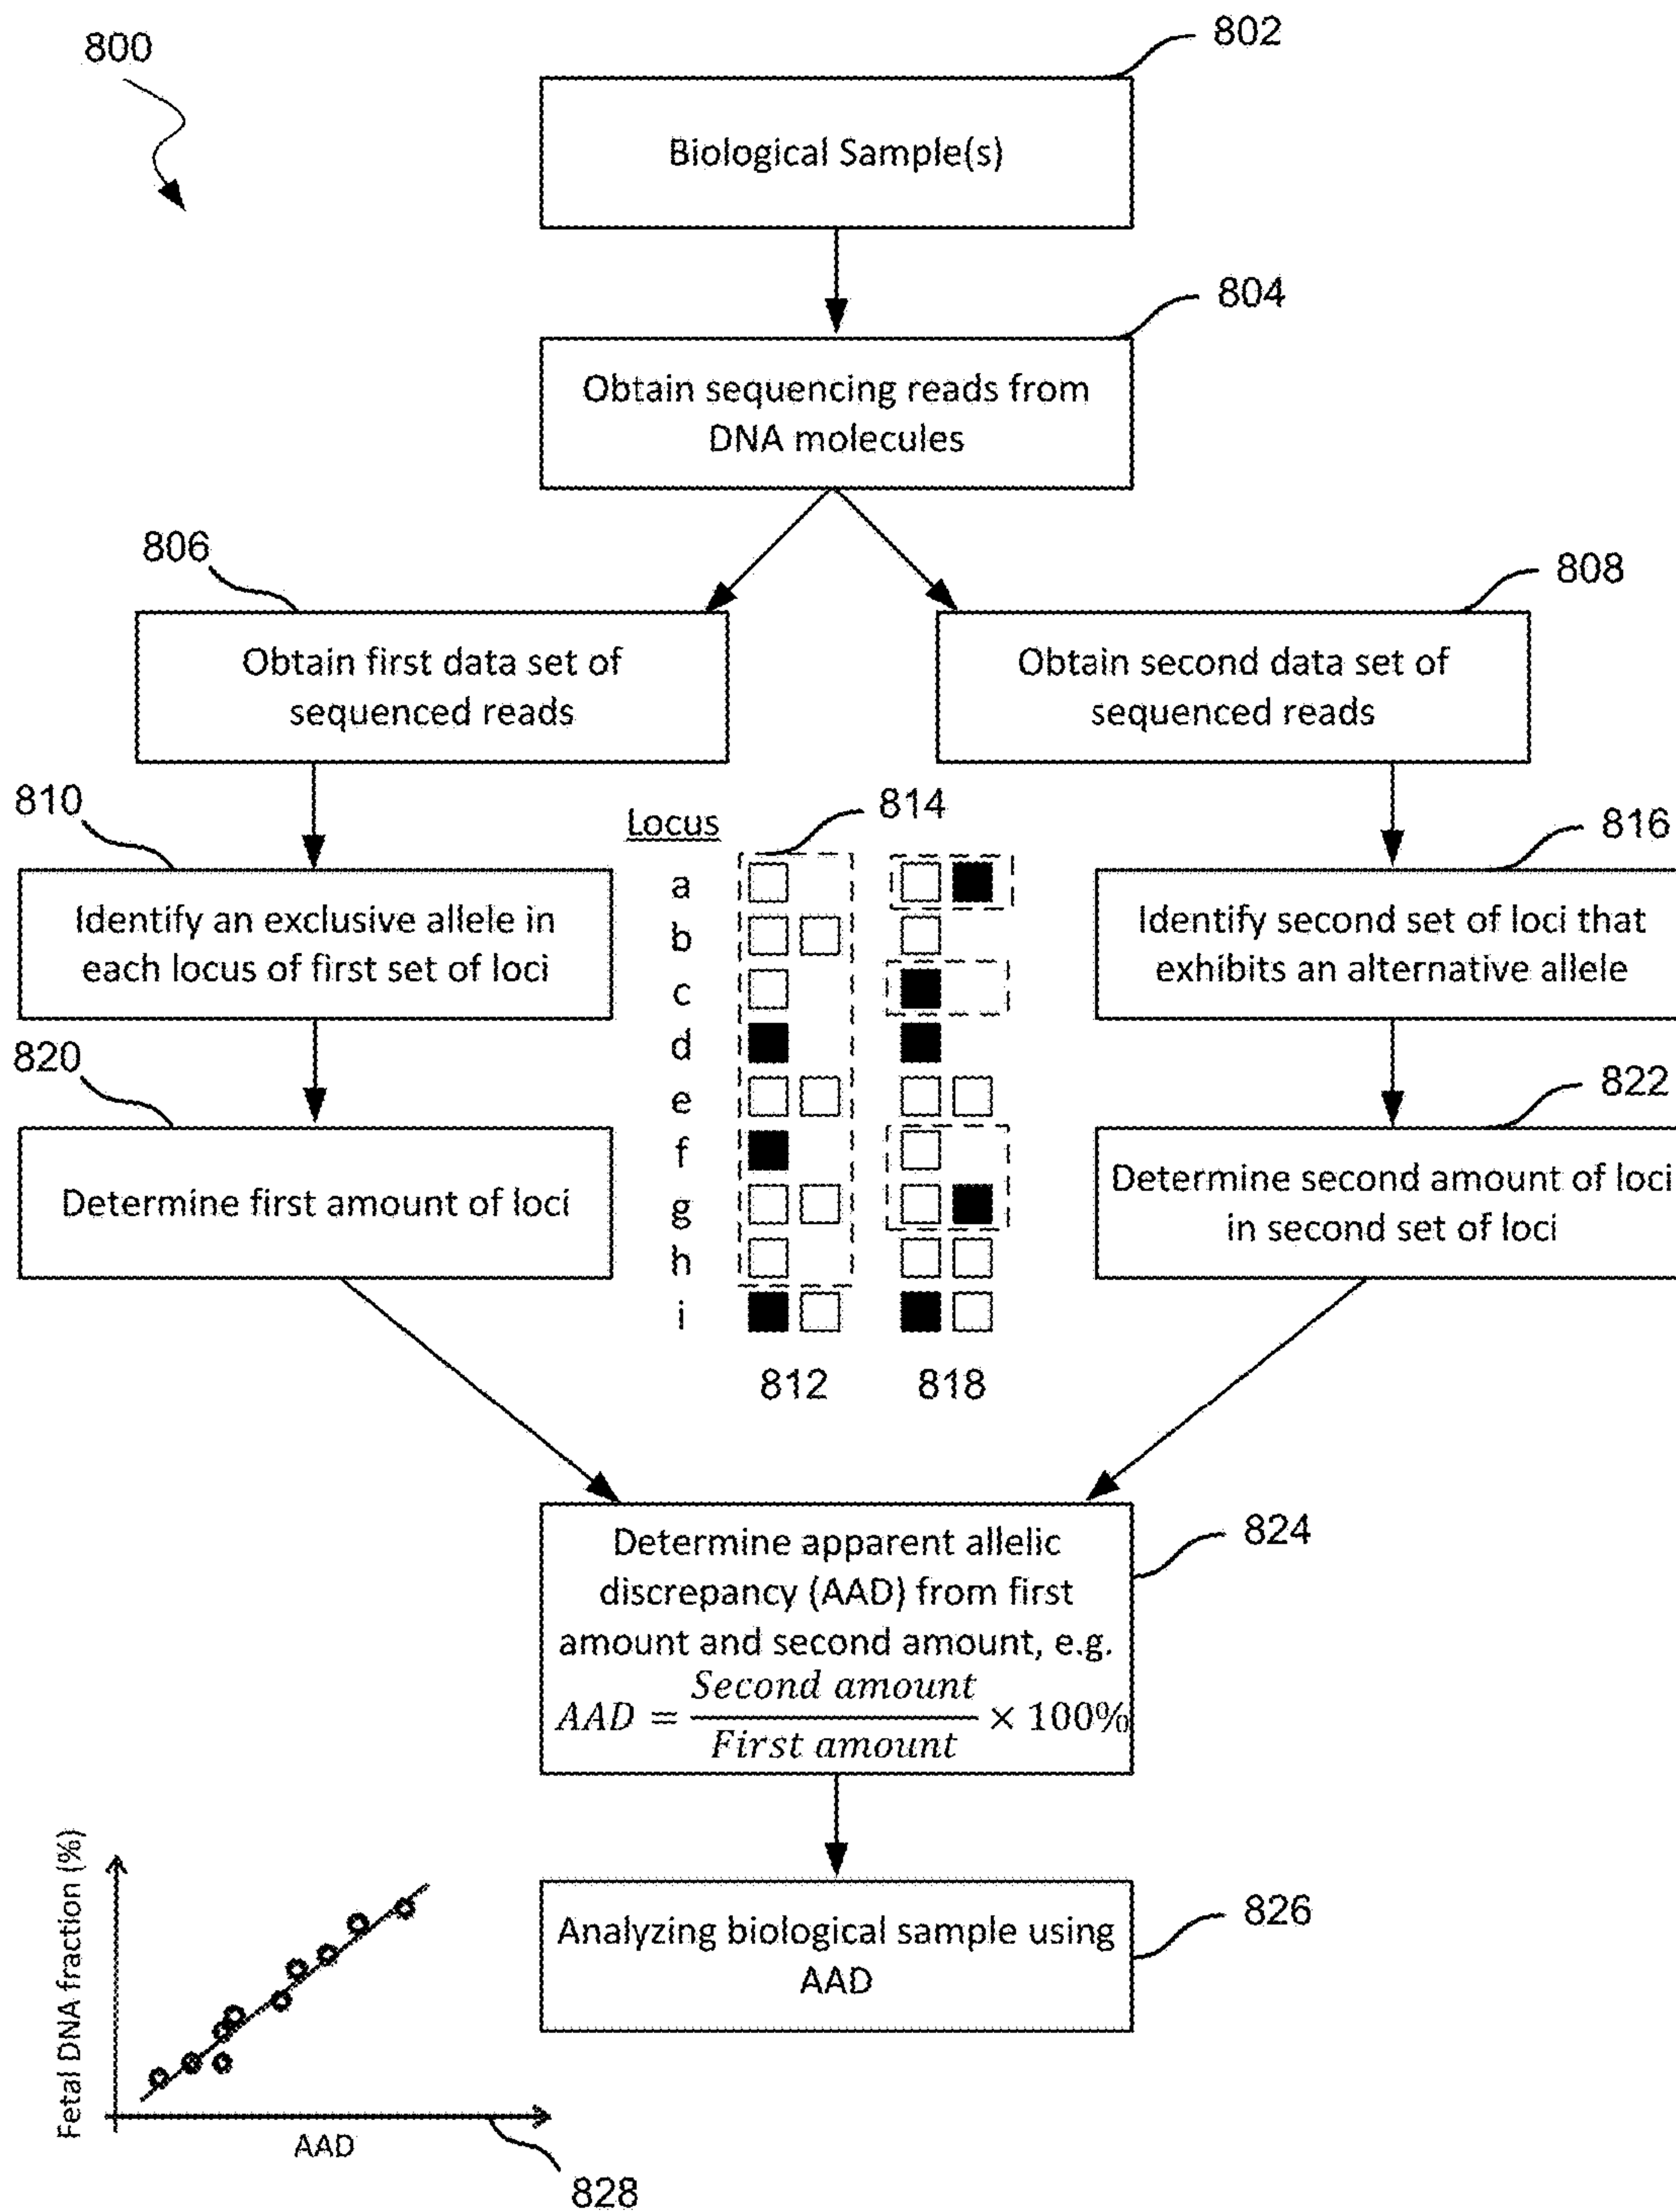 800
802
Biological Sample(s)
804
Obtain sequencing reads from
DNA molecules
806
808
Obtain first data set of
sequenced reads
Obtain second data set of
sequenced reads
810
Locus
814
816
Identify an exclusive allele in
each locus of first set of loci
a
b
c
d
e
f
g
h
i
812
818
Identify second set of loci that
exhibits an alternative allele
820
822
Determine first amount of loci
Determine second amount of loci
in second set of loci
Determine apparent allelic
discrepancy (AAD) from first
amount and second amount, e.g.
AAD = Second amount / First amount × 100%
824
Analyzing biological sample using
AAD
826
Fetal DNA fraction (%)
AAD
828